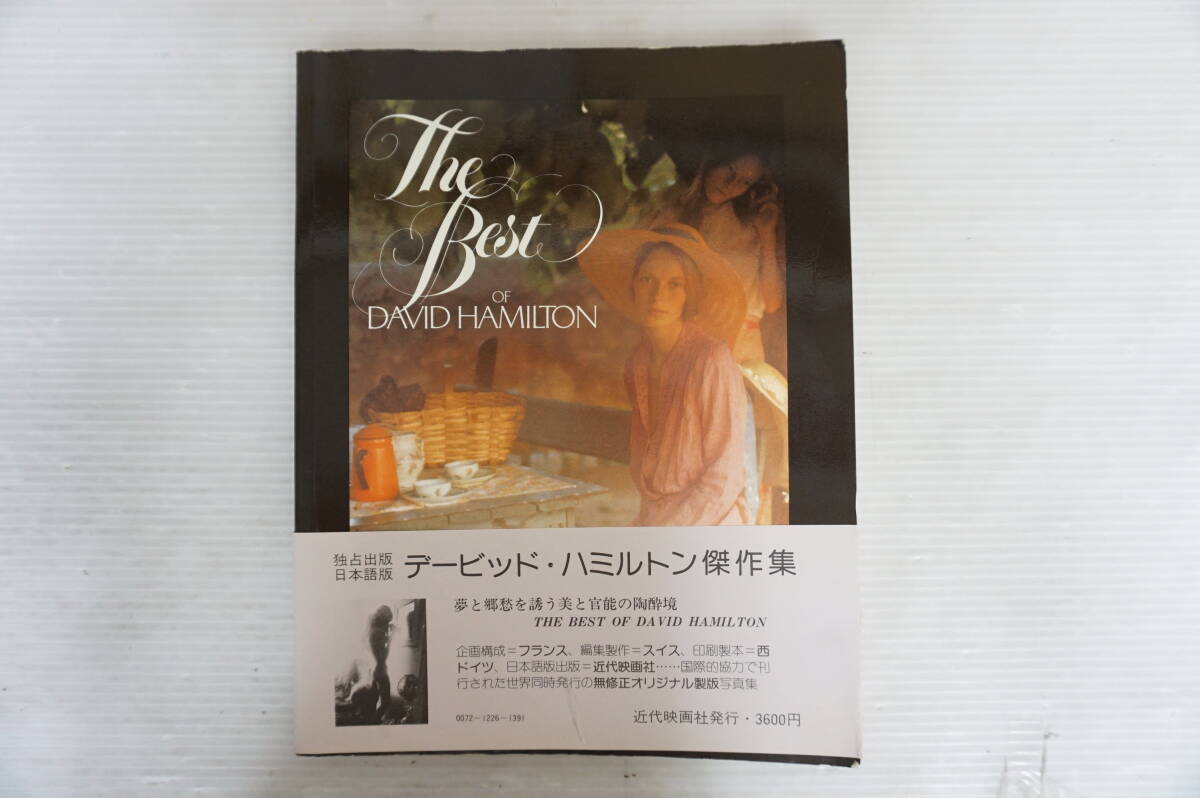 The
Best
OF
DAVID HAMILTON
独占出版
日本語版
デービッド・ハミルトン傑作集
夢と郷愁を誘う美と官能の陶酔境
THE BEST OF DAVID HAMILTON
企画構成=フランス、編集製作=スイス、印刷製本=西
ドイツ、日本語版出版=近代映画社……国際的協力で刊
行された世界同時発行の無修正オリジナル製版写真集
0072-1226-1391
近代映画社発行・3600円